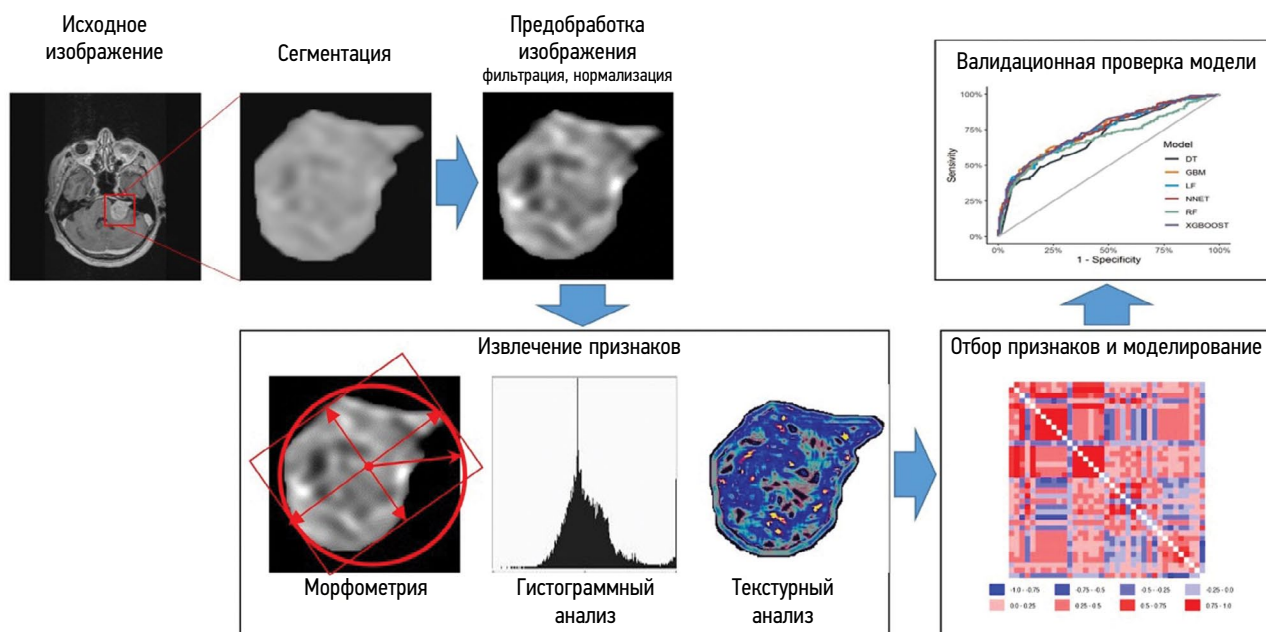 Исходное
изображение
Сегментация
Предобработка
изображения
фильтрация, нормализация
Извлечение признаков
Морфометрия
Гистограммный
анализ
Текстурный
анализ
Отбор признаков и моделирование
-1.0 - -0.75
-0.75 - -0.5
-0.5 - -0.25
-0.25 - 0.0
0.0 - 0.25
0.25 - 0.5
0.5 - 0.75
0.75 - 1.0
Валидационная проверка модели
100%
75%
50%
25%
0%
Sensivity
Model
DT
GBM
LF
NNET
RF
XGBOOST
0%
25%
50%
75%
100%
1 - Specificity